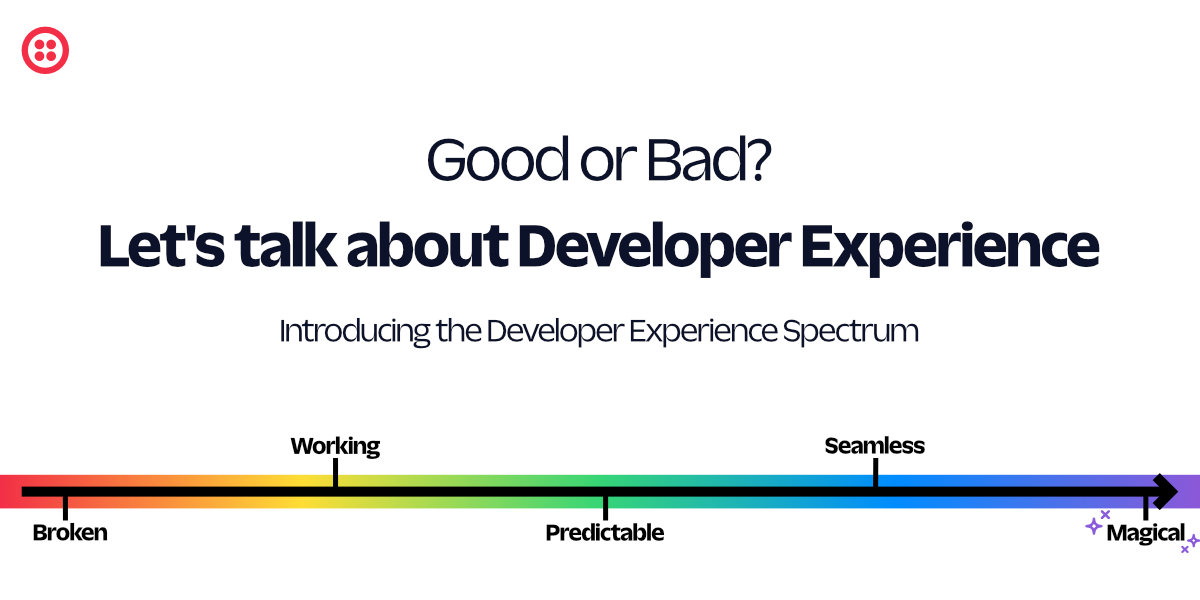 Good or Bad?
Let's talk about Developer Experience
Introducing the Developer Experience Spectrum
Working
Seamless
Broken
Predictable
Magical